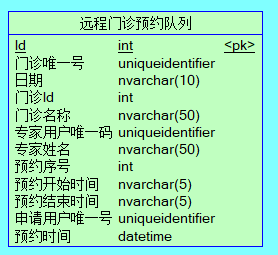 远程门诊预约队列
Id int <pk>
门诊唯一号 uniqueidentifier
日期 nvarchar(10)
门诊Id int
门诊名称 nvarchar(50)
专家用户唯一码 uniqueidentifier
专家姓名 nvarchar(50)
预约序号 int
预约开始时间 nvarchar(5)
预约结束时间 nvarchar(5)
申请用户唯一号 uniqueidentifier
预约时间 datetime